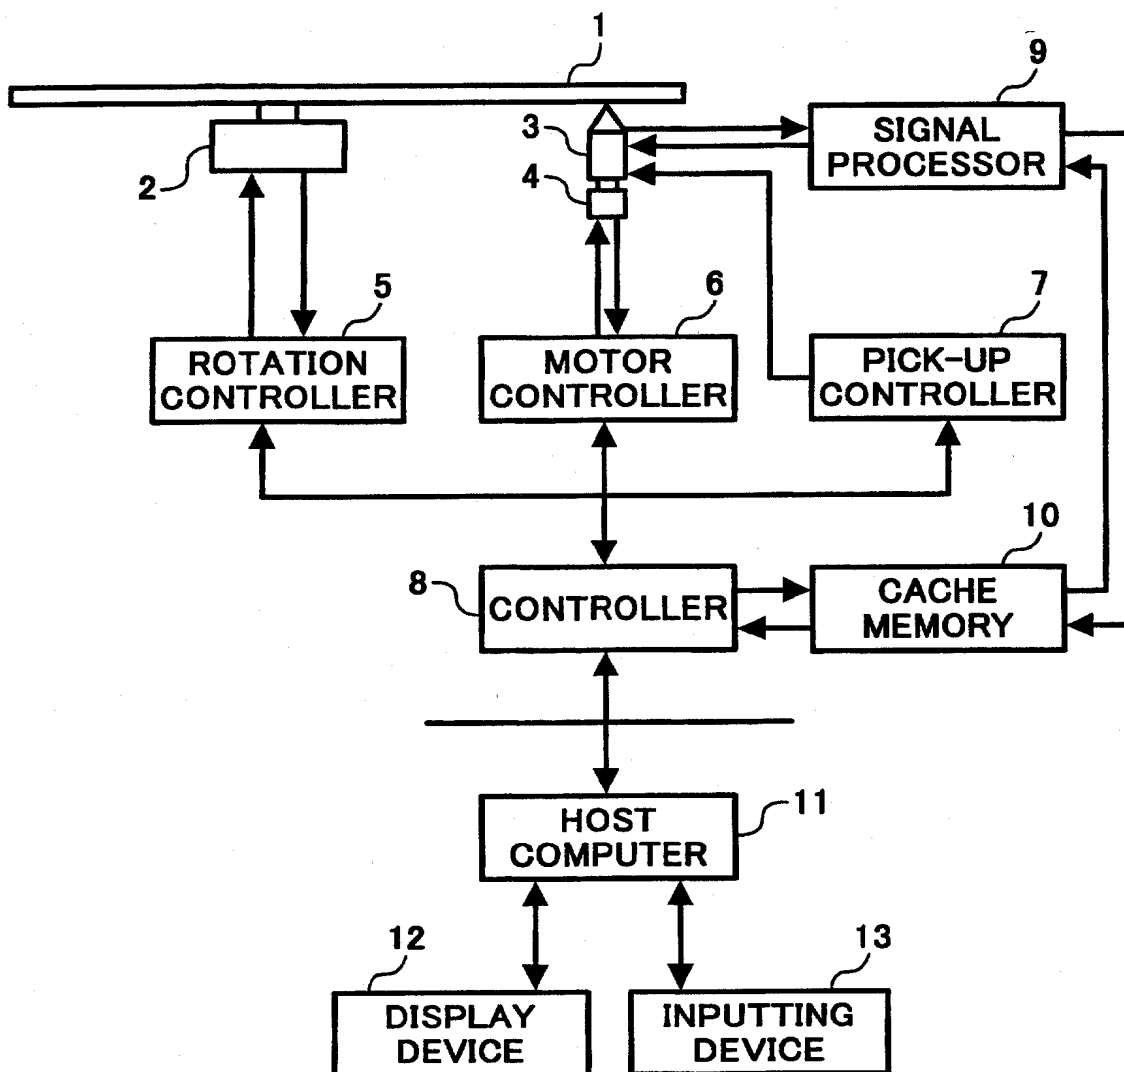 1
9
3
SIGNAL
PROCESSOR
2
4
5
6
7
ROTATION
CONTROLLER
MOTOR
CONTROLLER
PICK-UP
CONTROLLER
10
8
CONTROLLER
CACHE
MEMORY
11
HOST
COMPUTER
12
13
DISPLAY
DEVICE
INPUTTING
DEVICE